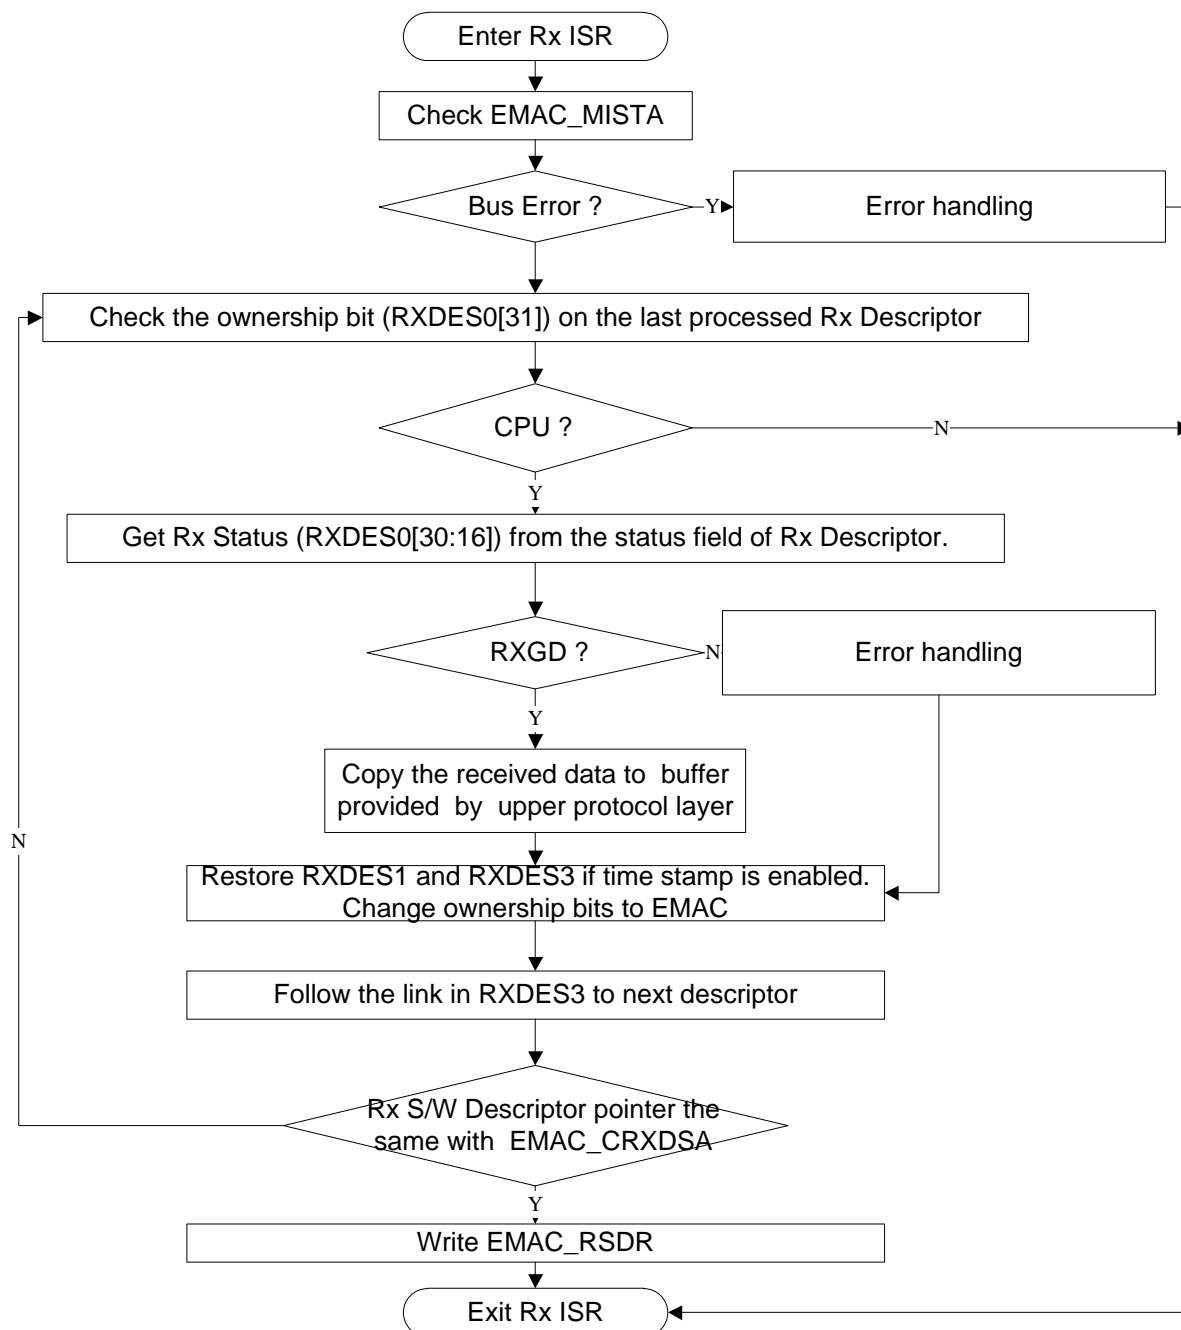 Enter Rx ISR
Check EMAC_MISTA
Bus Error ?
Y
Error handling
Check the ownership bit (RXDES0[31]) on the last processed Rx Descriptor
CPU ?
N
Y
Get Rx Status (RXDES0[30:16]) from the status field of Rx Descriptor.
RXGD ?
N
Error handling
Y
Copy the received data to  buffer
provided  by  upper protocol layer
N
Restore RXDES1 and RXDES3 if time stamp is enabled.
Change ownership bits to EMAC
Follow the link in RXDES3 to next descriptor
Rx S/W Descriptor pointer the
same with  EMAC_CRXDSA
Y
Write EMAC_RSDR
Exit Rx ISR